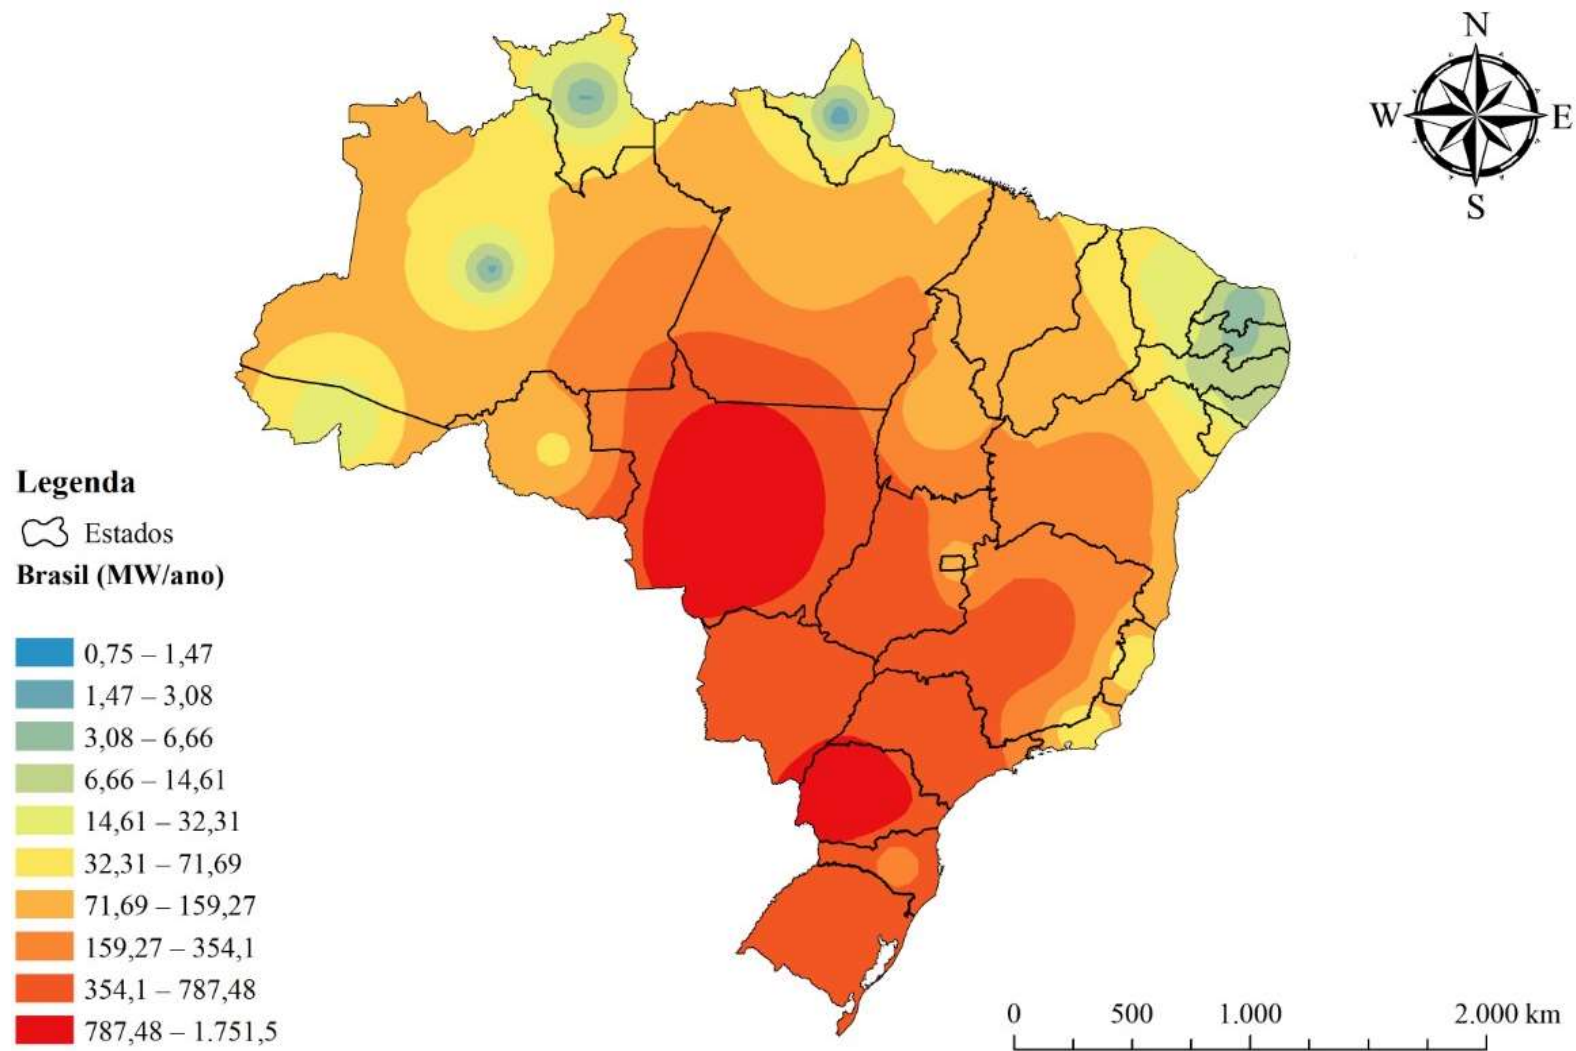 N
W
E
S
Legenda
Estados
Brasil (MW/ano)
0,75 – 1,47
1,47 – 3,08
3,08 – 6,66
6,66 – 14,61
14,61 – 32,31
32,31 – 71,69
71,69 – 159,27
159,27 – 354,1
354,1 – 787,48
787,48 – 1.751,5
0 500 1.000 2.000 km